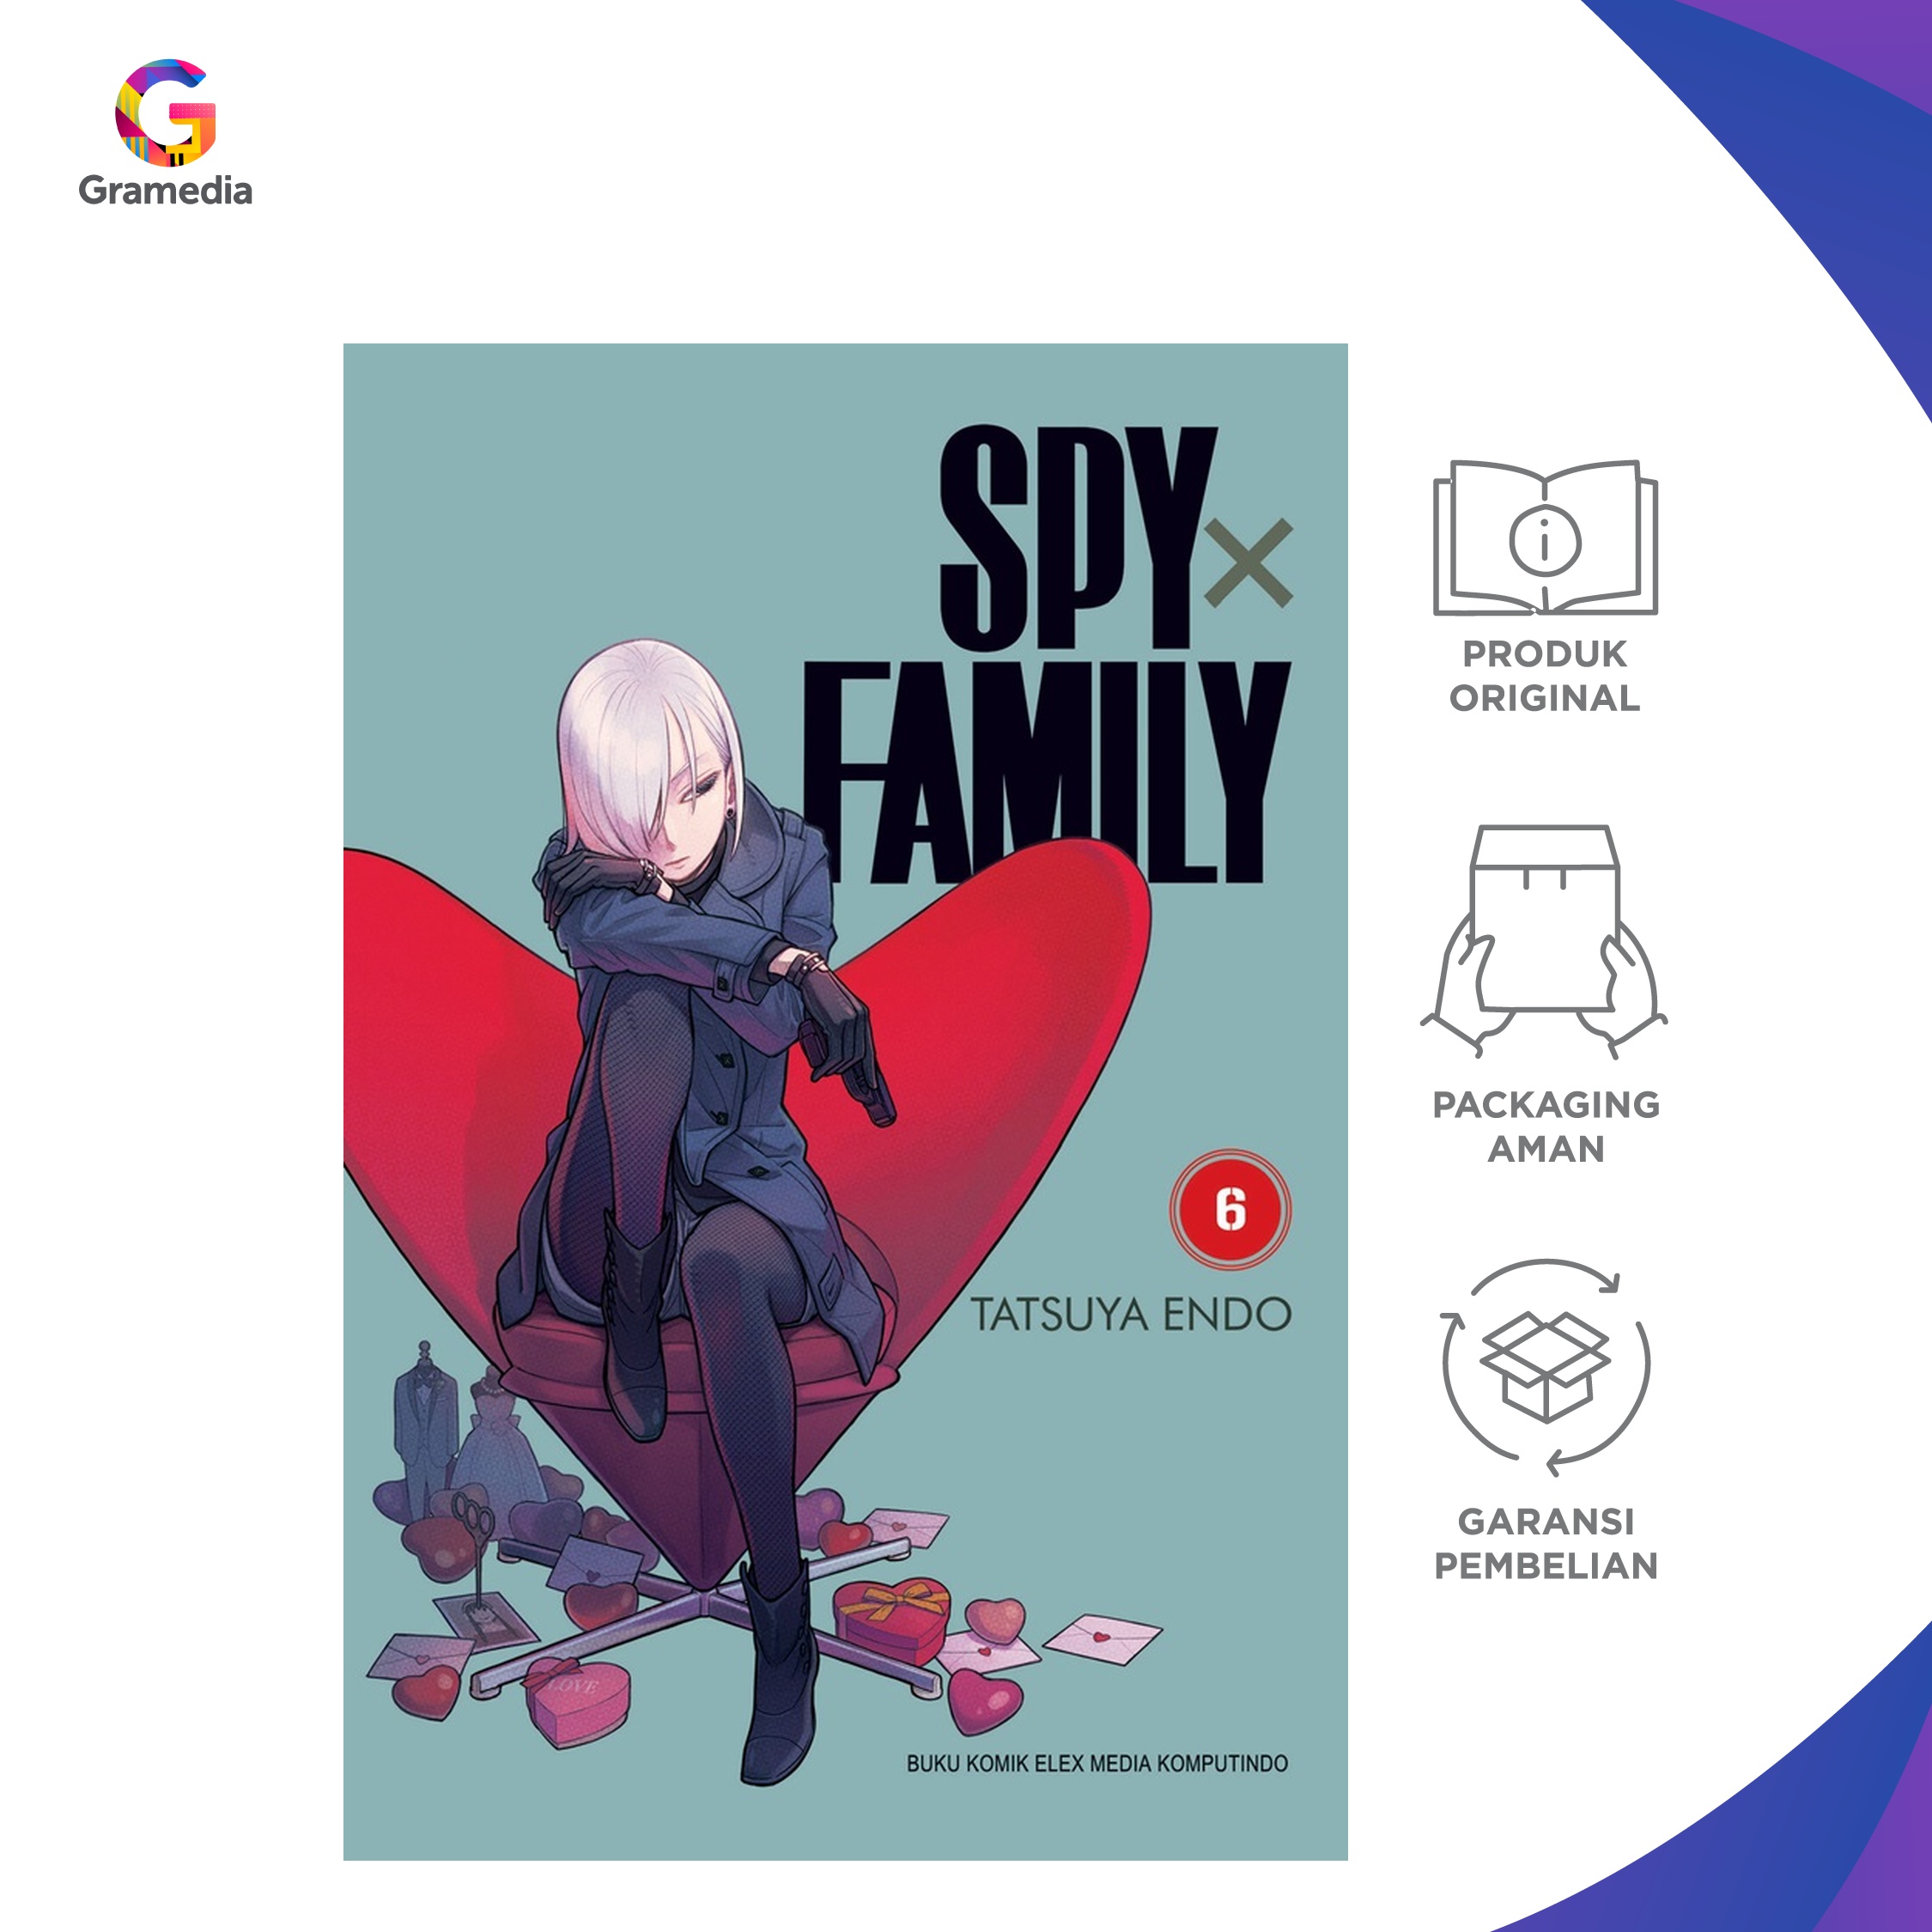 Gramedia
SPY×
FAMILY
6
TATSUYA ENDO
LOVE
BUKU KOMIK ELEX MEDIA KOMPUTINDO
PRODUK
ORIGINAL
PACKAGING
AMAN
GARANSI
PEMBELIAN